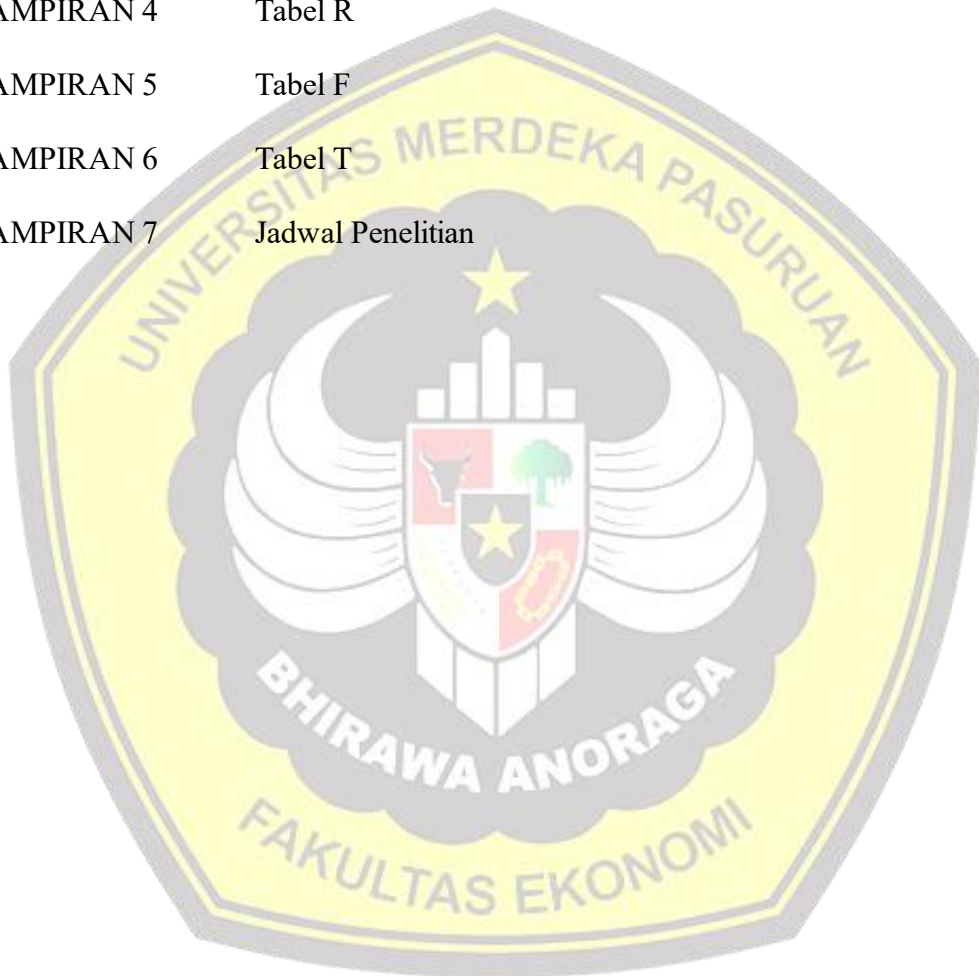 AMPIRAN 4 Tabel R
AMPIRAN 5 Tabel F
AMPIRAN 6 Tabel T
AMPIRAN 7 Jadwal Penelitian
UNIVERSITAS MERDEKA PASURUAN
BHIRAWA ANORAGA
FAKULTAS EKONOMI